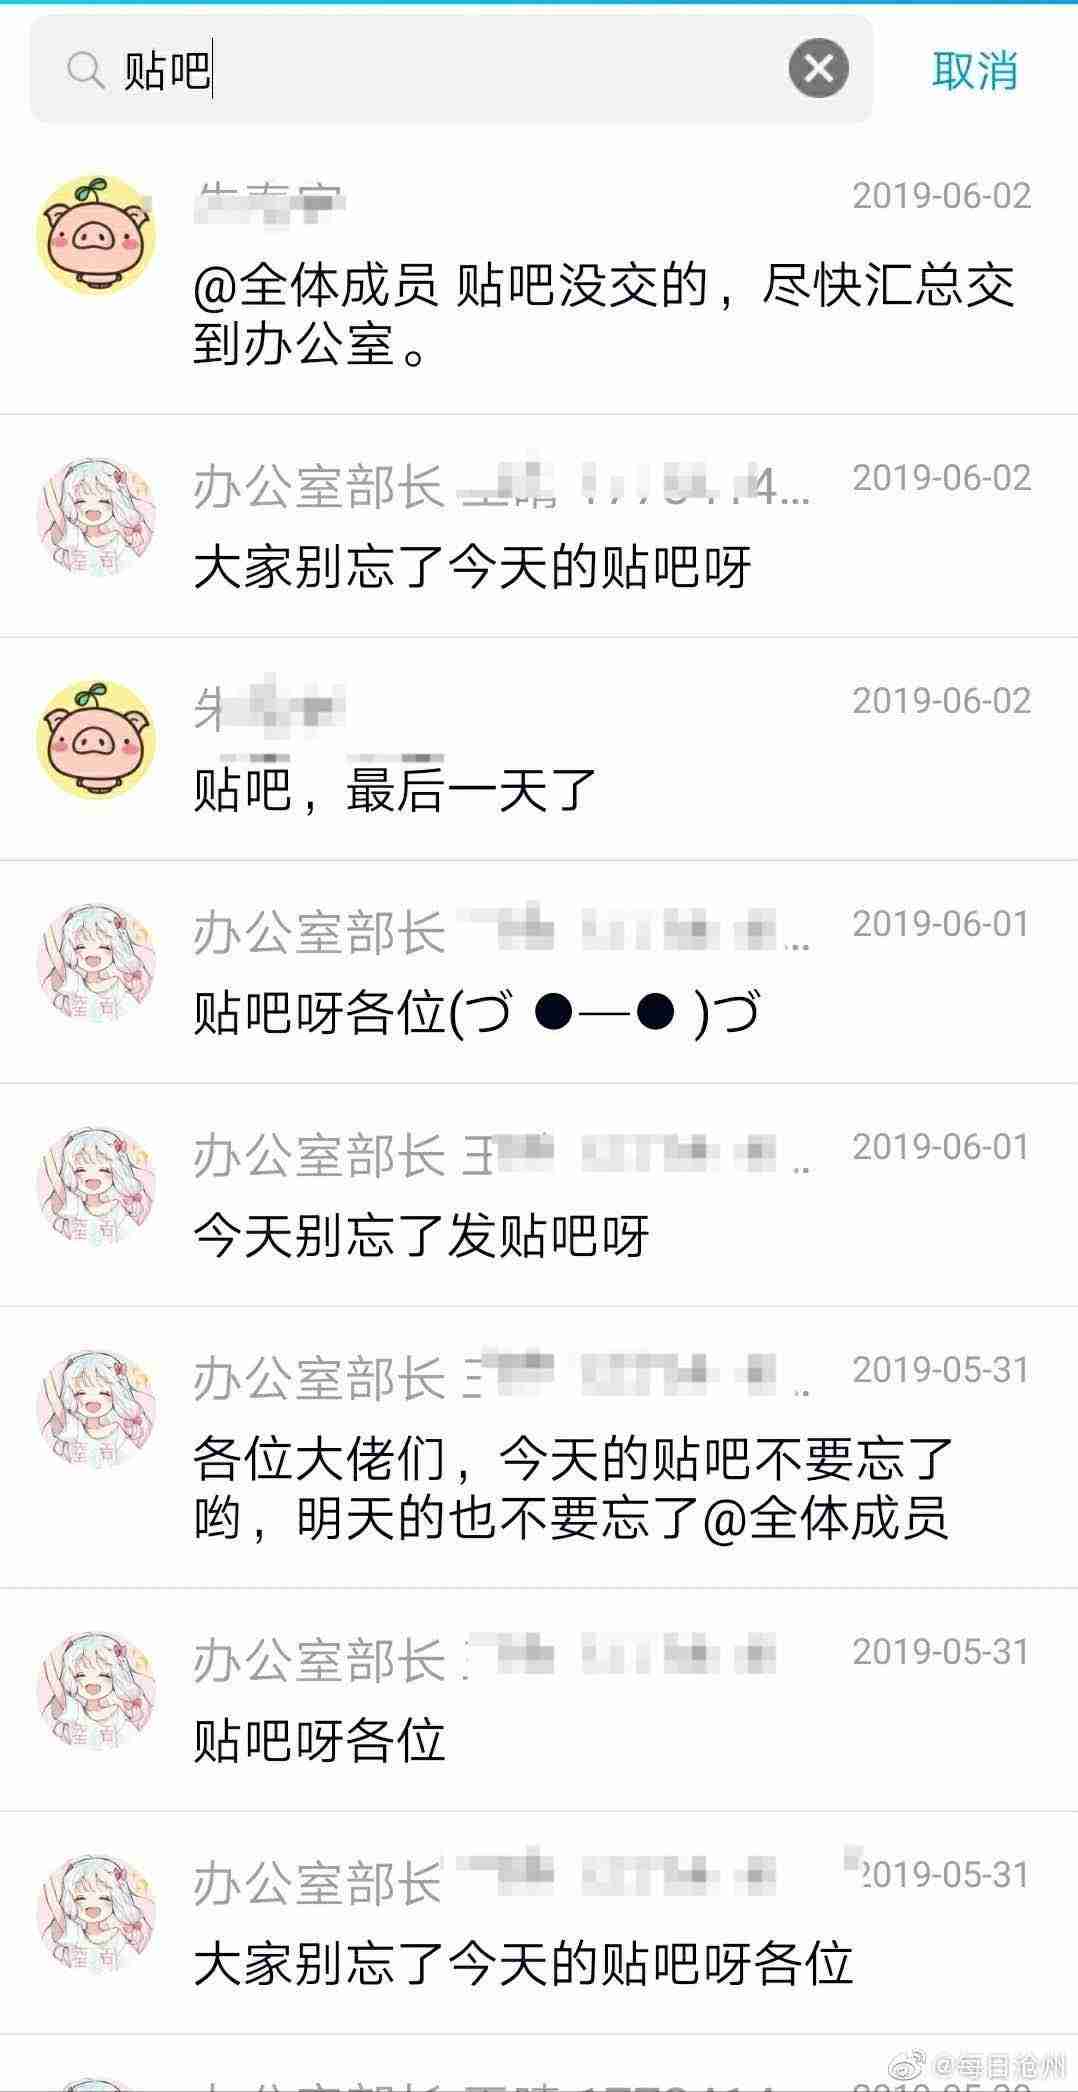 贴吧
取消
2019-06-02
@全体成员 贴吧没交的，尽快汇总交
到办公室。
办公室部长
2019-06-02
大家别忘了今天的贴吧呀
朱
2019-06-02
贴吧，最后一天了
办公室部长 ...
2019-06-01
贴吧呀各位(づ ●—● )づ
办公室部长 王 ..
2019-06-01
今天别忘了发贴吧呀
办公室部长 ..
2019-05-31
各位大佬们，今天的贴吧不要忘了
哟，明天的也不要忘了@全体成员
办公室部长
2019-05-31
贴吧呀各位
办公室部长
2019-05-31
大家别忘了今天的贴吧呀各位
@每日沧州